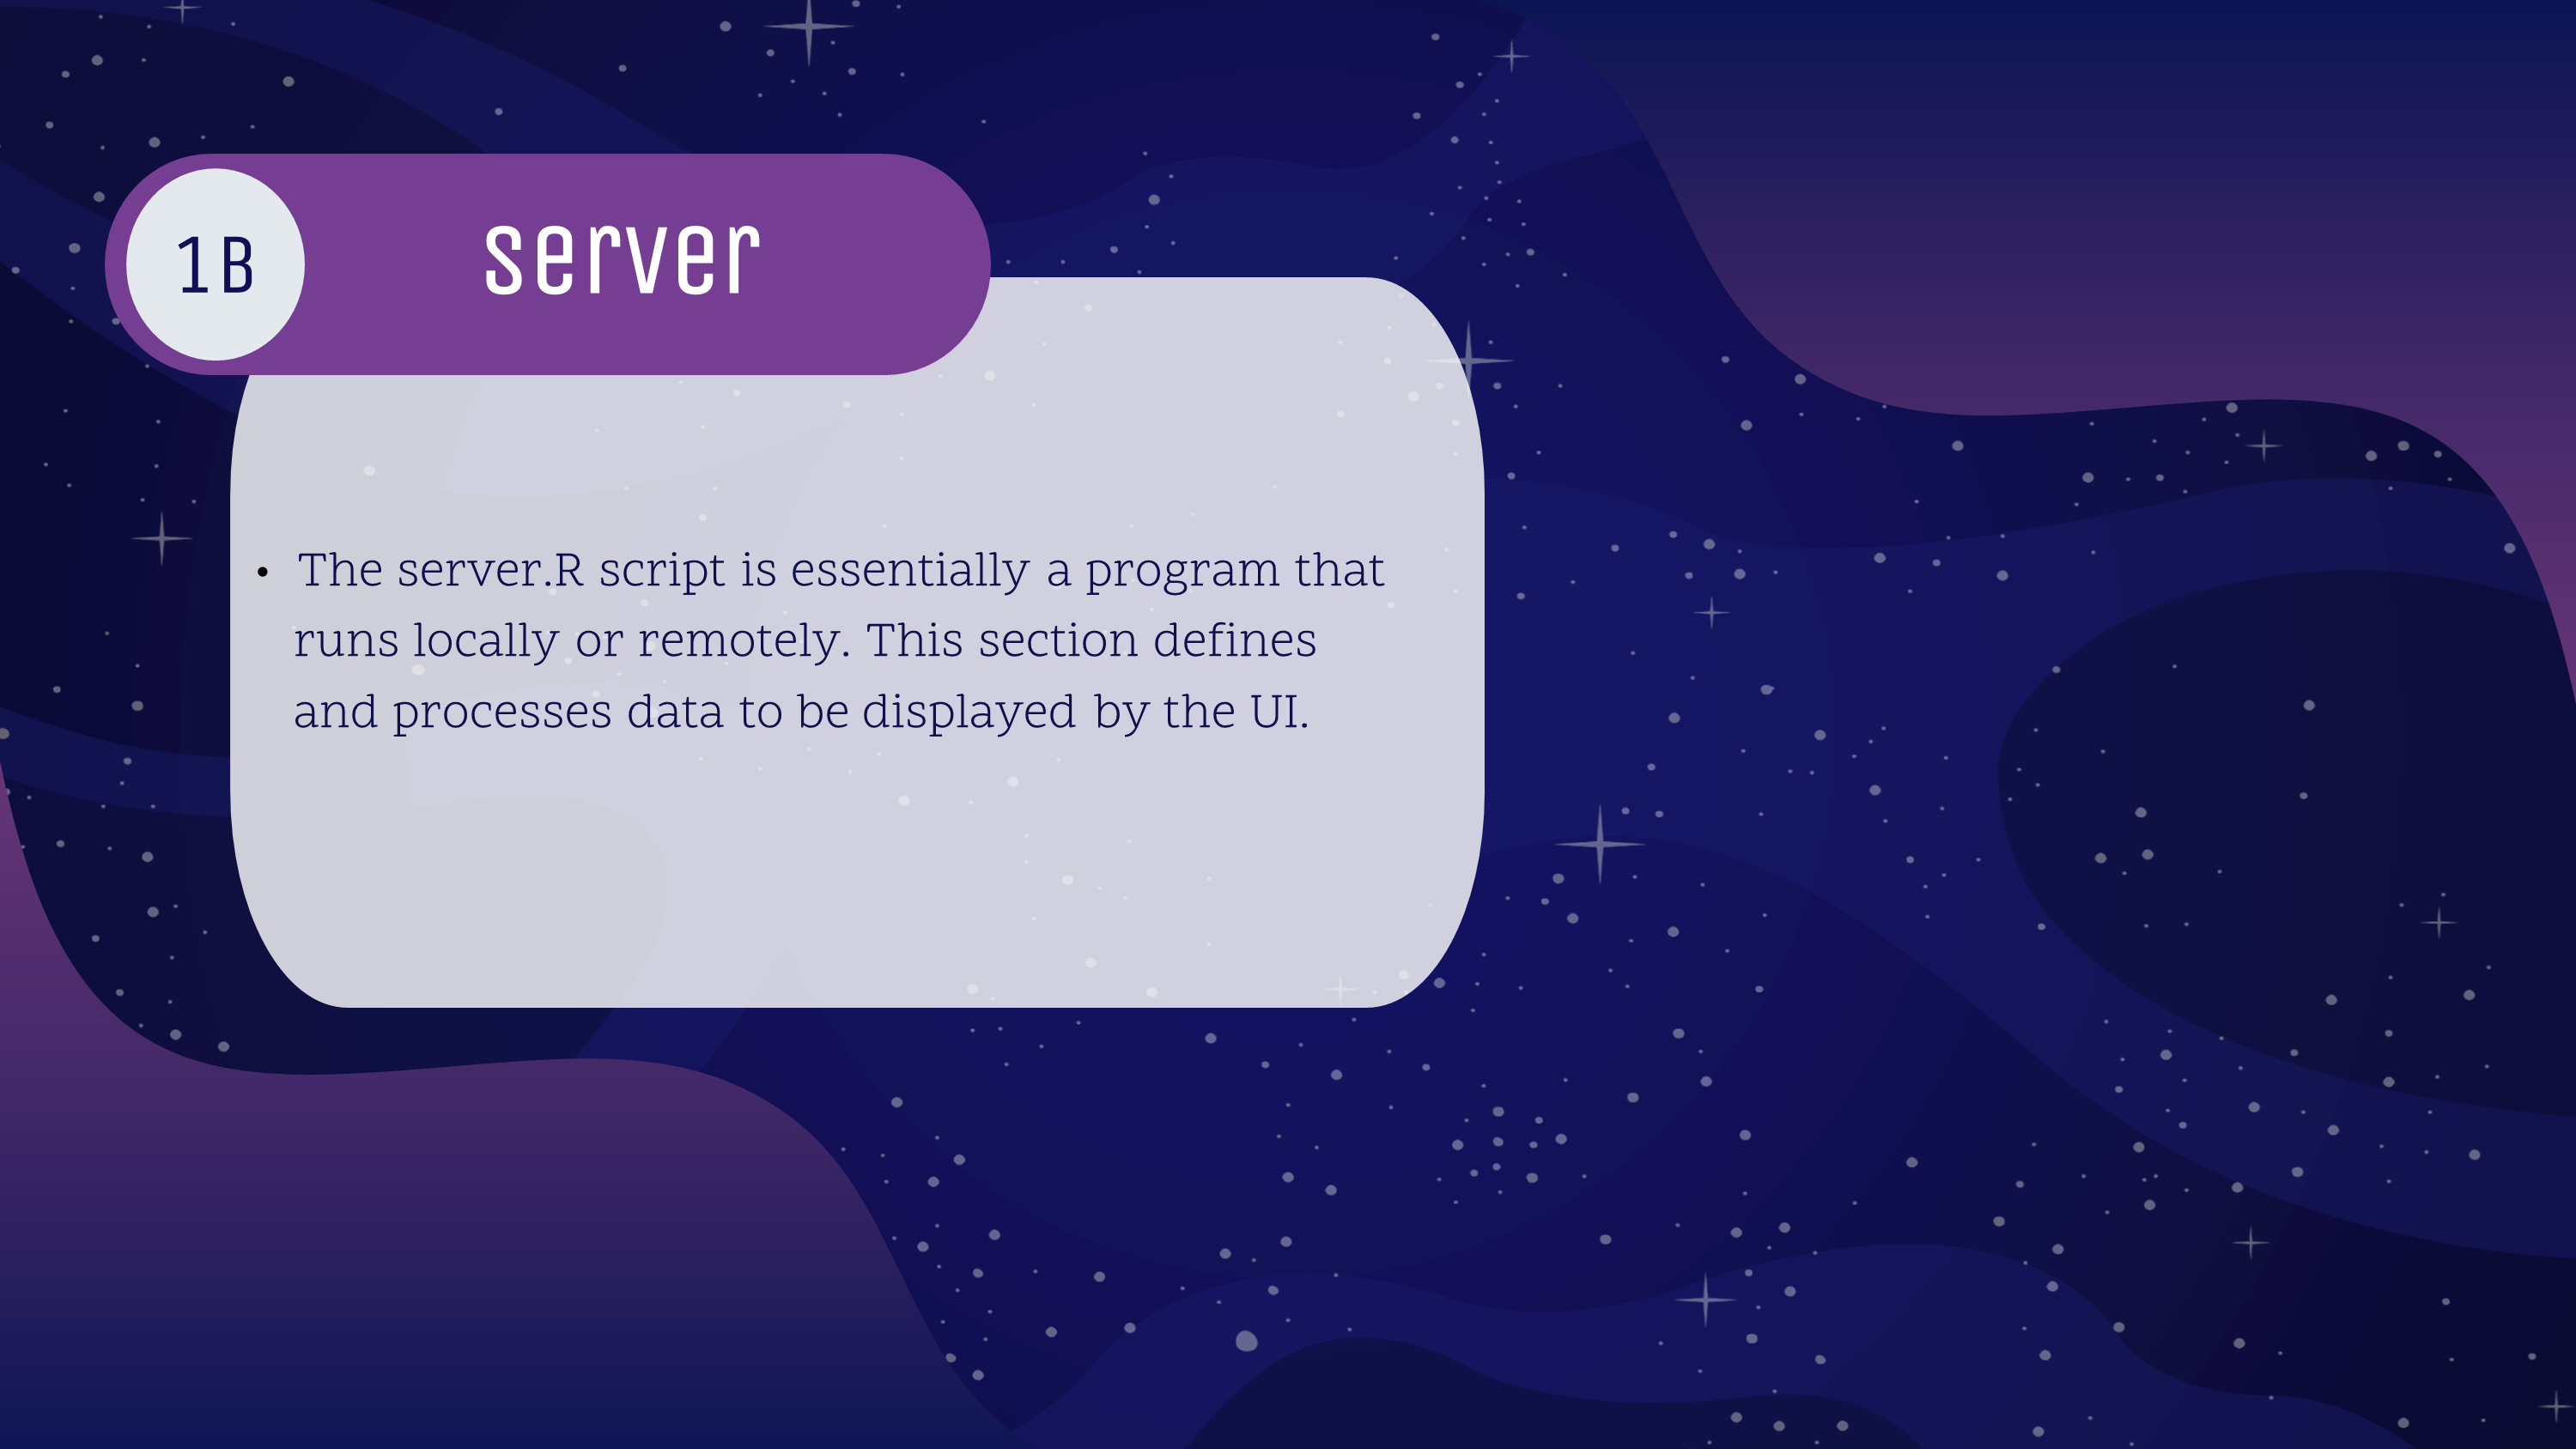 1B
server
• The server.R script is essentially a program that
runs locally or remotely. This section defines
and processes data to be displayed by the UI.